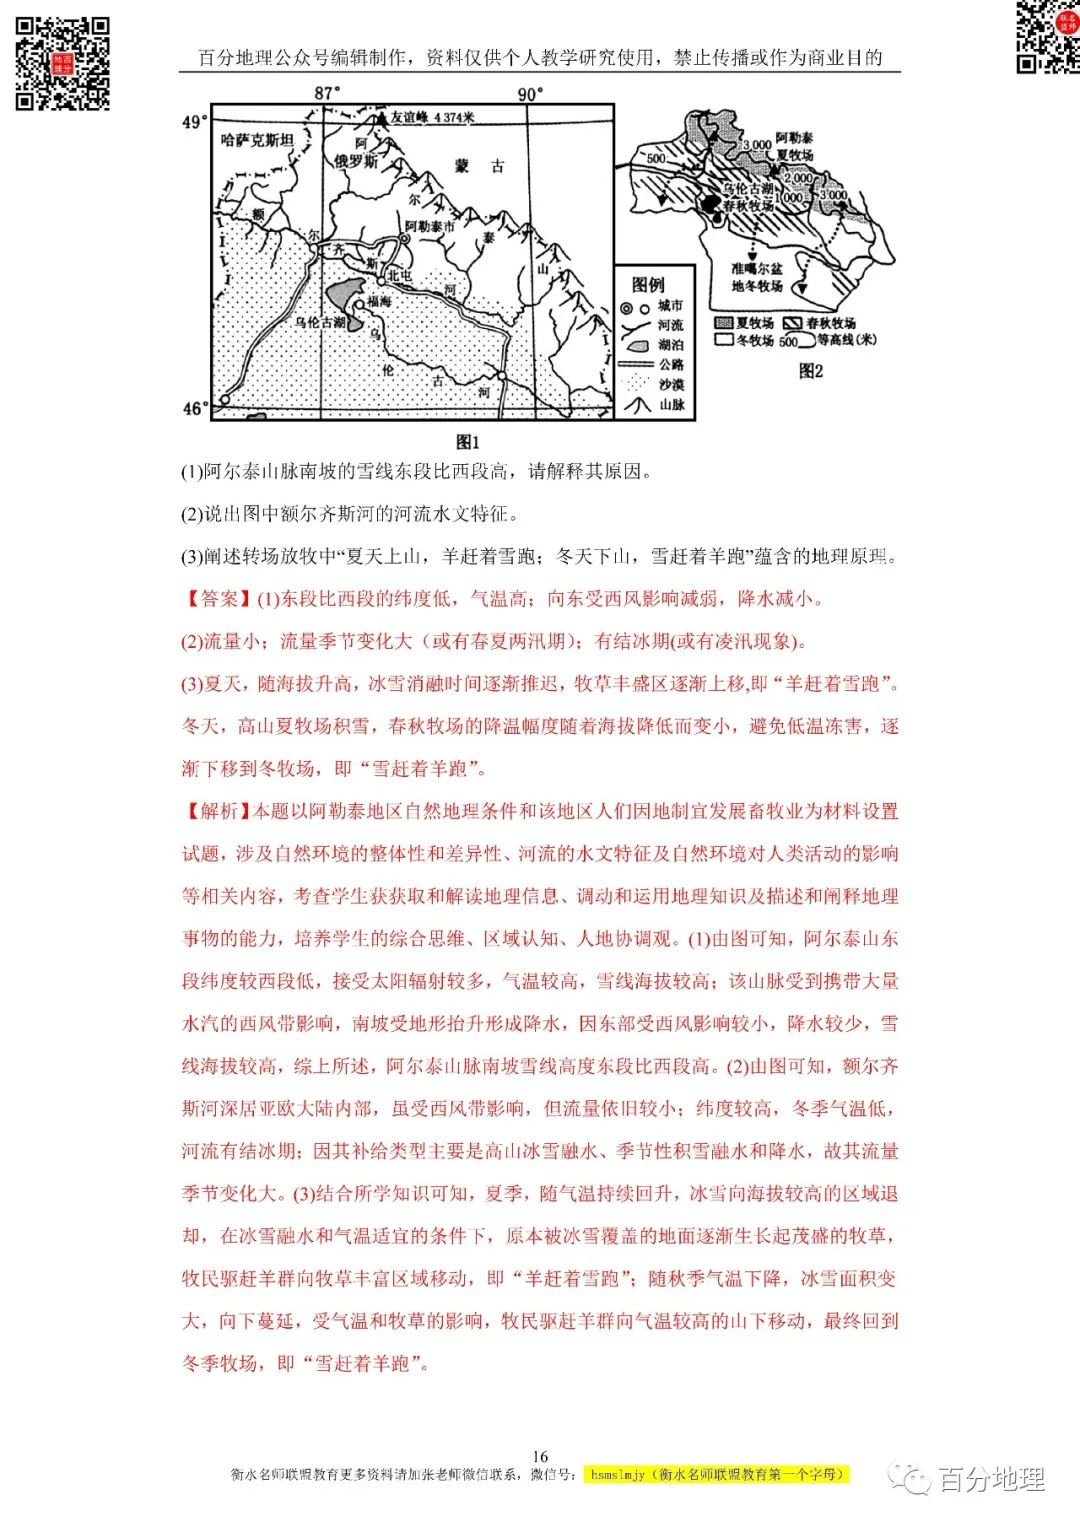 百分地理公众号编辑制作，资料仅供个人教学研究使用，禁止传播或作为商业目的
87°
90°
49°
46°
哈萨克斯坦
友谊峰 4374米
俄罗斯
蒙 古
阿
尔
泰
山
额
尔
齐
斯
河
阿勒泰市
北屯
福海
乌伦古湖
乌
伦
古
河
图例
城市
河流
湖泊
公路
沙漠
山脉
图1
500
3 000
阿勒泰
夏牧场
2 000
乌伦古湖
1 000
3 000
春秋牧场
准噶尔盆
地冬牧场
夏牧场 春秋牧场
冬牧场 500 等高线(米)
图2
(1)阿尔泰山脉南坡的雪线东段比西段高，请解释其原因。
(2)说出图中额尔齐斯河的河流水文特征。
(3)阐述转场放牧中“夏天上山，羊赶着雪跑；冬天下山，雪赶着羊跑”蕴含的地理原理。
【答案】(1)东段比西段的纬度低，气温高；向东受西风影响减弱，降水减小。
(2)流量小；流量季节变化大（或有春夏两汛期）；有结冰期(或有凌汛现象)。
(3)夏天，随海拔升高，冰雪消融时间逐渐推迟，牧草丰盛区逐渐上移,即“羊赶着雪跑”。
冬天，高山夏牧场积雪，春秋牧场的降温幅度随着海拔降低而变小，避免低温冻害，逐
渐下移到冬牧场，即“雪赶着羊跑”。
【解析】本题以阿勒泰地区自然地理条件和该地区人们因地制宜发展畜牧业为材料设置
试题，涉及自然环境的整体性和差异性、河流的水文特征及自然环境对人类活动的影响
等相关内容，考查学生获获取和解读地理信息、调动和运用地理知识及描述和阐释地理
事物的能力，培养学生的综合思维、区域认知、人地协调观。(1)由图可知，阿尔泰山东
段纬度较西段低，接受太阳辐射较多，气温较高，雪线海拔较高；该山脉受到携带大量
水汽的西风带影响，南坡受地形抬升形成降水，因东部受西风影响较小，降水较少，雪
线海拔较高，综上所述，阿尔泰山脉南坡雪线高度东段比西段高。(2)由图可知，额尔齐
斯河深居亚欧大陆内部，虽受西风带影响，但流量依旧较小；纬度较高，冬季气温低，
河流有结冰期；因其补给类型主要是高山冰雪融水、季节性积雪融水和降水，故其流量
季节变化大。(3)结合所学知识可知，夏季，随气温持续回升，冰雪向海拔较高的区域退
却，在冰雪融水和气温适宜的条件下，原本被冰雪覆盖的地面逐渐生长起茂盛的牧草，
牧民驱赶羊群向牧草丰富区域移动，即“羊赶着雪跑”；随秋季气温下降，冰雪面积变
大，向下蔓延，受气温和牧草的影响，牧民驱赶羊群向气温较高的山下移动，最终回到
冬季牧场，即“雪赶着羊跑”。
16
衡水名师联盟教育更多资料请加张老师微信联系，微信号： hsmslmjy（衡水名师联盟教育第一个字母）
百分地理